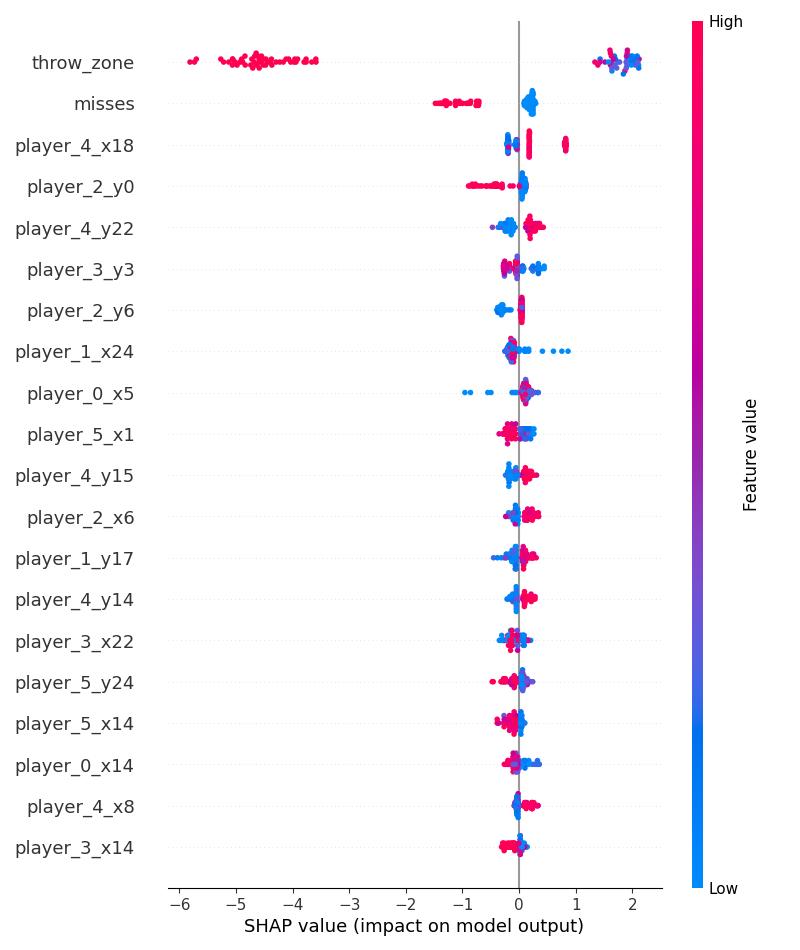 High
throw_zone
misses
player_4_x18
player_2_y0
player_4_y22
player_3_y3
player_2_y6
player_1_x24
player_0_x5
player_5_x1
player_4_y15
player_2_x6
player_1_y17
player_4_y14
player_3_x22
player_5_y24
player_5_x14
player_0_x14
player_4_x8
player_3_x14
Feature value
Low
−6 −5 −4 −3 −2 −1 0 1 2
SHAP value (impact on model output)